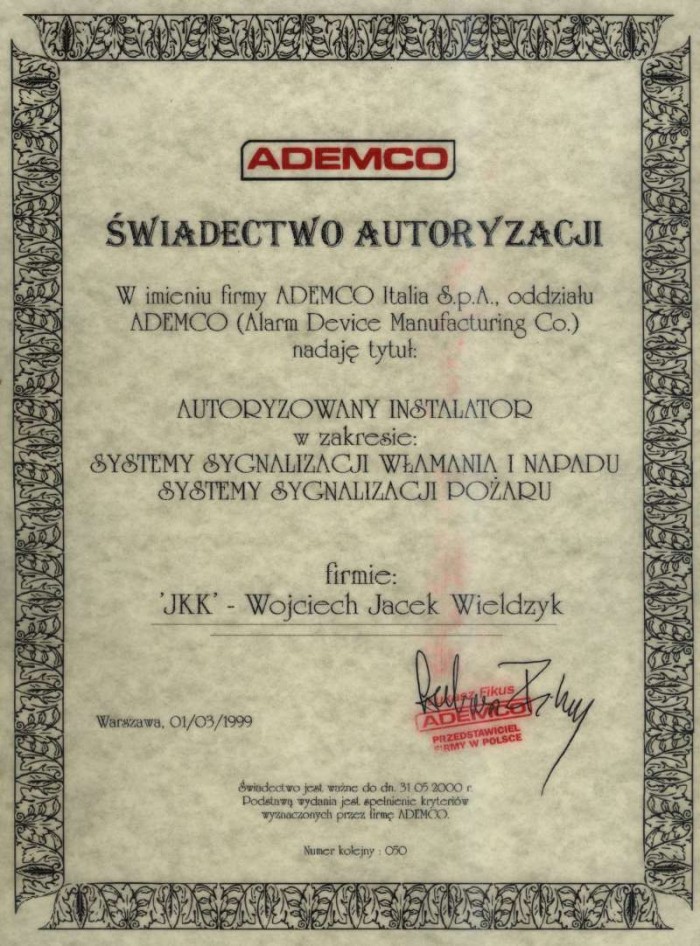 ADEMCO
ŚWIADECTWO AUTORYZACJI
W imieniu firmy ADEMCO Italia S.p.A., oddziału
ADEMCO (Alarm Device Manufacturing Co.)
nadaję tytuł:
AUTORYZOWANY INSTALATOR
w zakresie:
SYSTEMY SYGNALIZACJI WŁAMANIA I NAPADU
SYSTEMY SYGNALIZACJI POŻARU
firmie:
'JKK' - Wojciech Jacek Wieldzyk
Fikus
ADEMCO
PRZEDSTAWICIEL
FIRMY W POLSCE
Warszawa, 01/03/1999
Świadectwo jest ważne do dn. 31.05.2000 r.
Podstawą wydania jest spełnienie kryteriów
wyznaczonych przez firmę ADEMCO.
Numer kolejny : 050